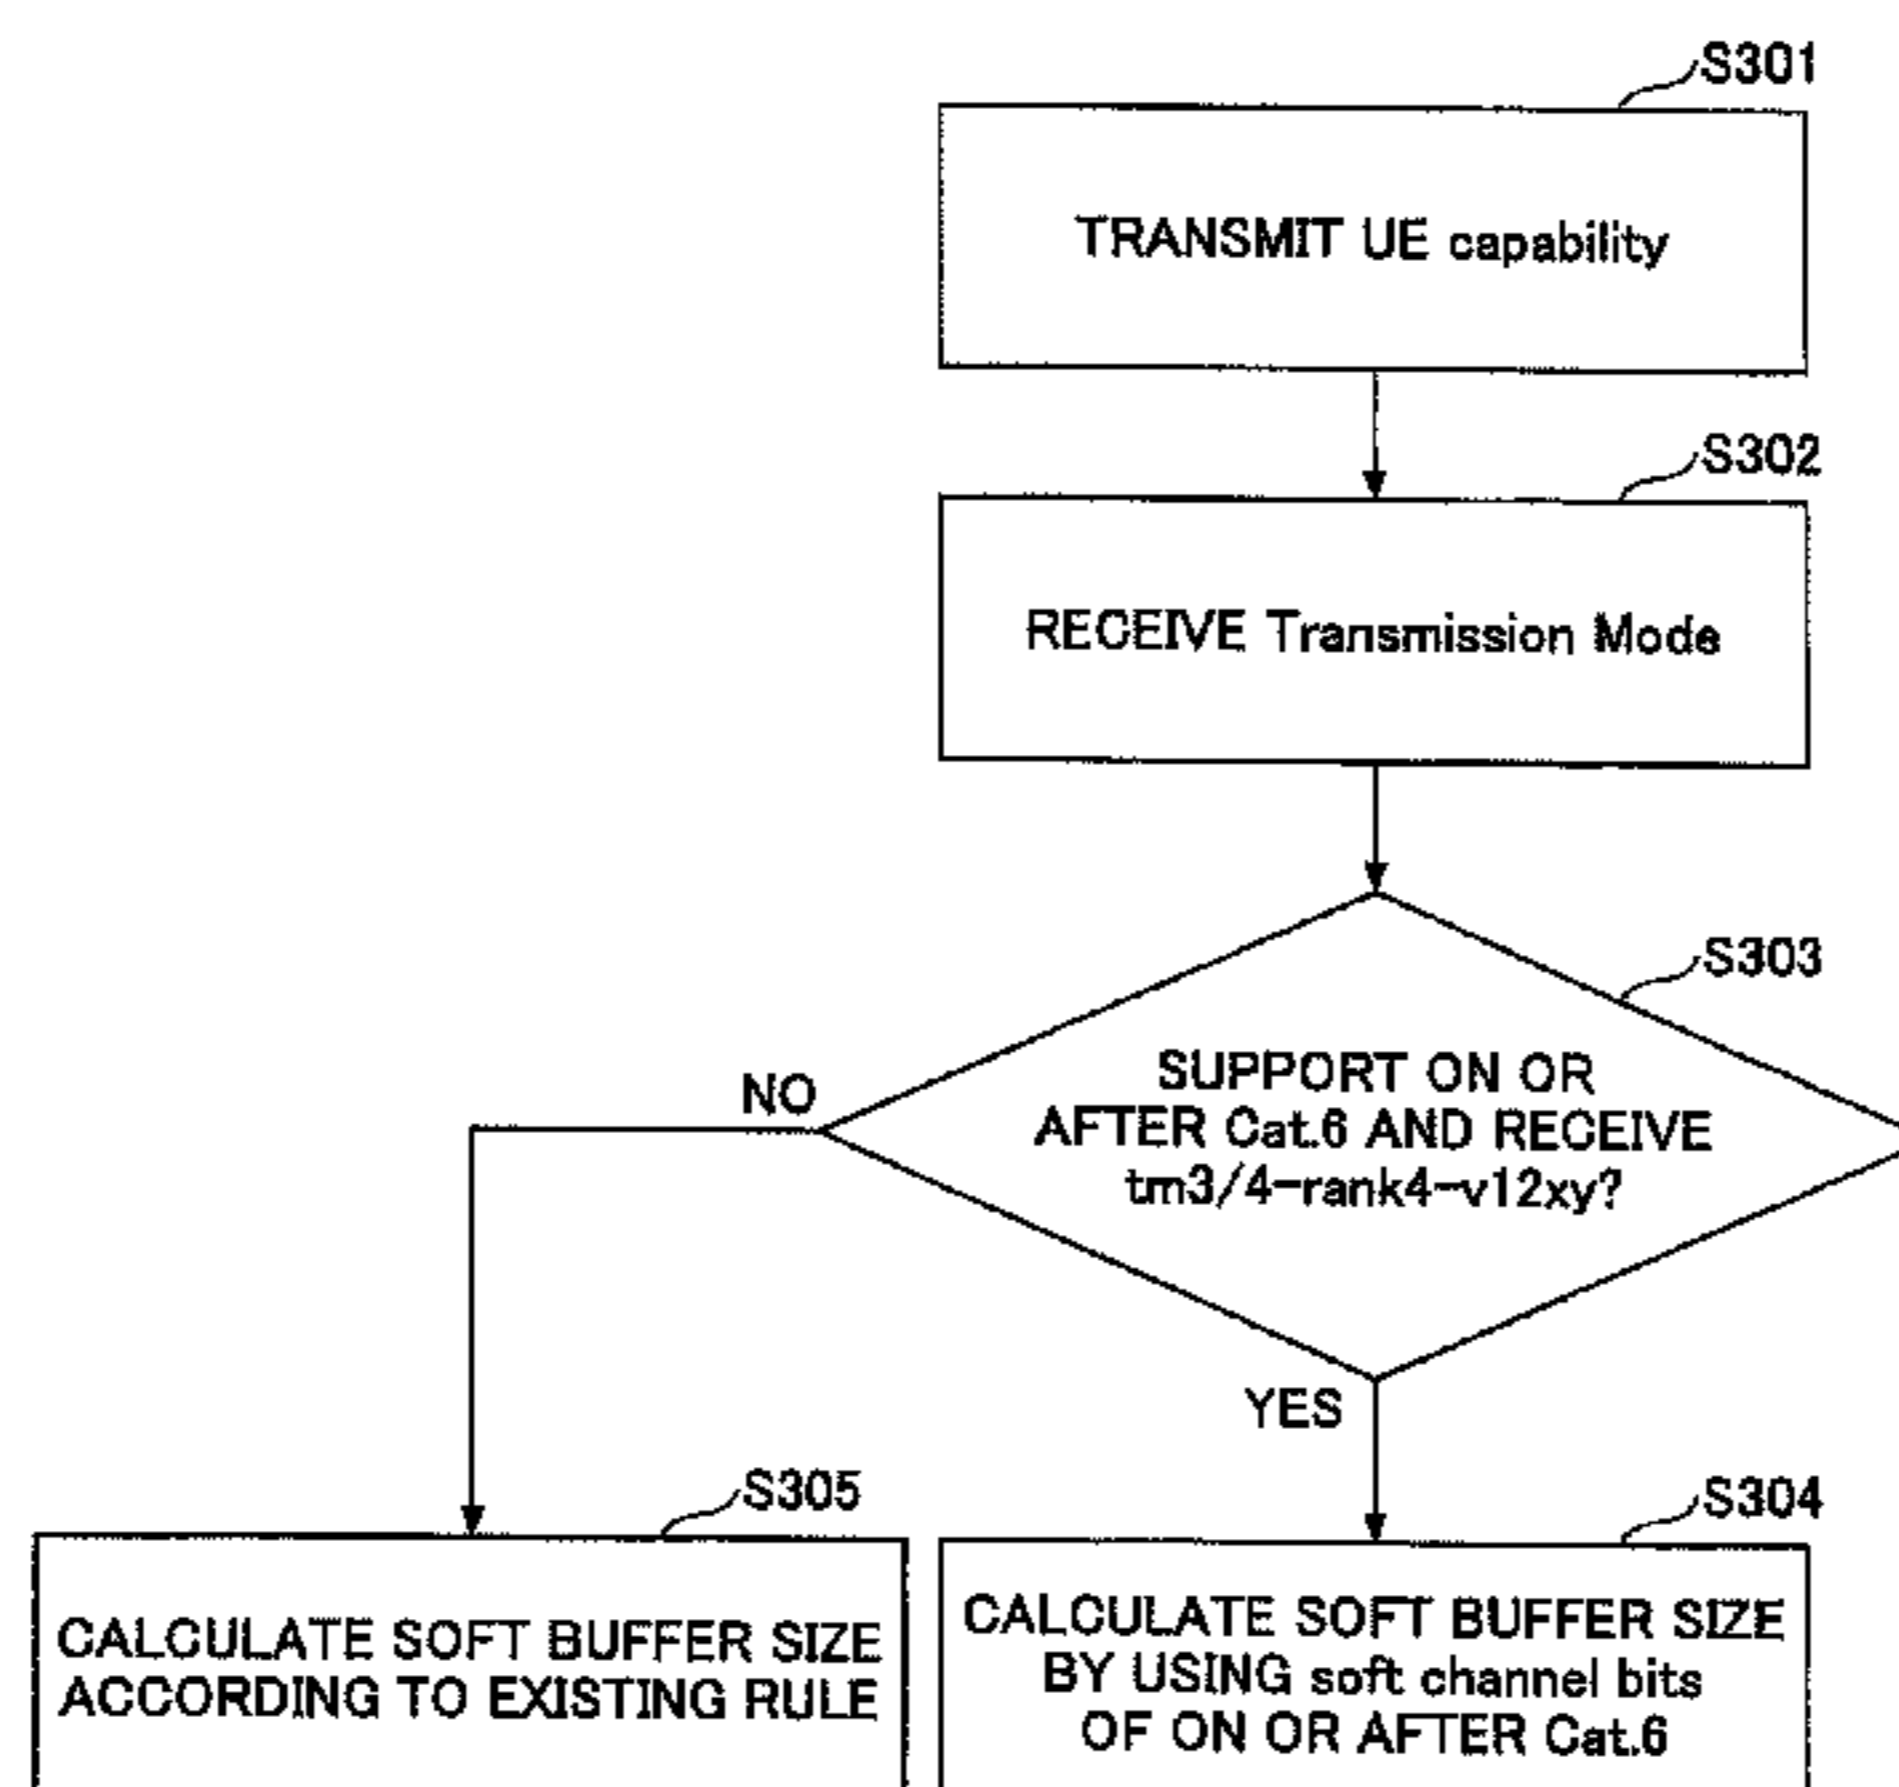 S301
TRANSMIT UE capability
S302
RECEIVE Transmission Mode
S303
SUPPORT ON OR
AFTER Cat.6 AND RECEIVE
tm3/4-rank4-v12xy?
NO
YES
S305
CALCULATE SOFT BUFFER SIZE
ACCORDING TO EXISTING RULE
S304
CALCULATE SOFT BUFFER SIZE
BY USING soft channel bits
OF ON OR AFTER Cat.6